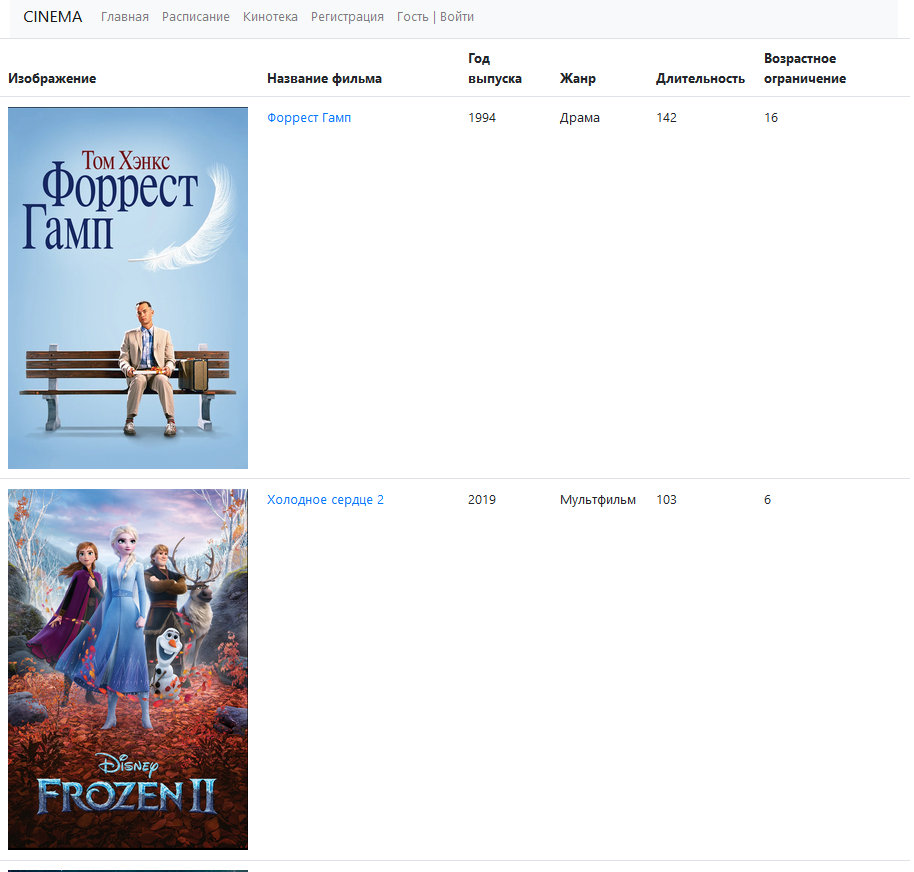 CINEMA Главная Расписание Кинотека Регистрация Гость | Войти
Изображение Название фильма Год выпуска Жанр Длительность Возрастное ограничение
Форрест Гамп 1994 Драма 142 16
Том Хэнкс
Форрест
Гамп
Холодное сердце 2 2019 Мультфильм 103 6
Disney
FROZEN II